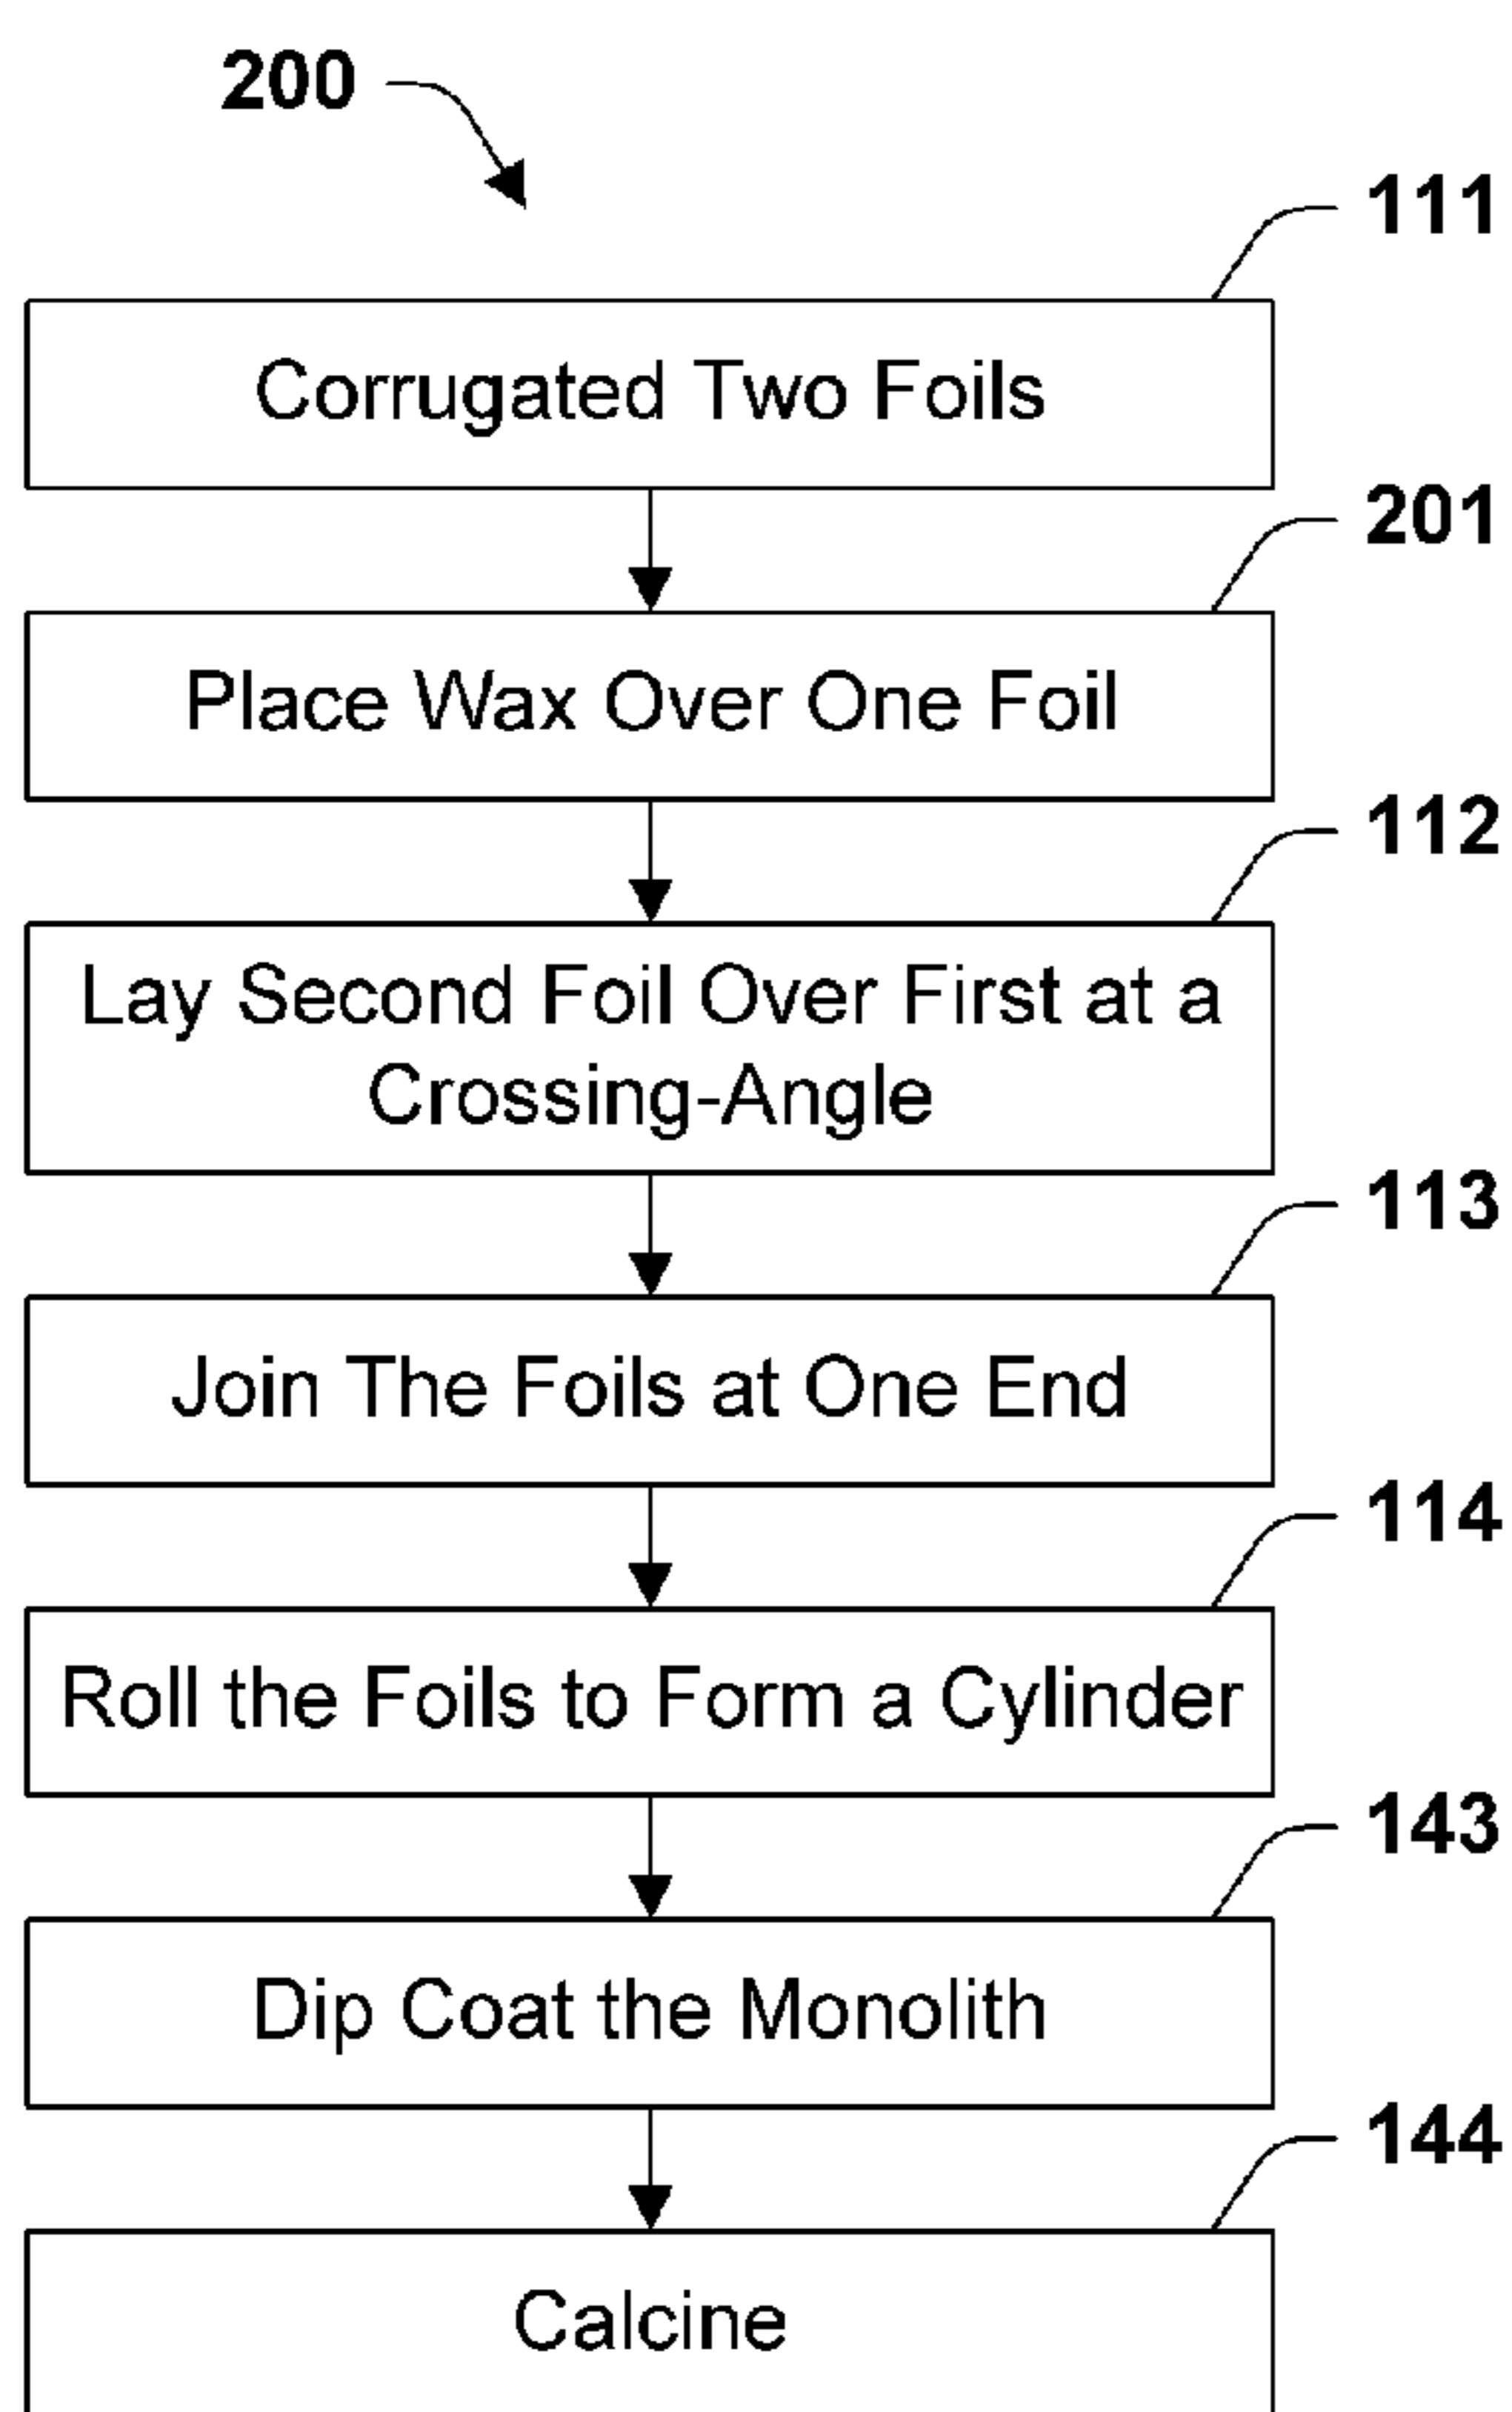 200
111
Corrugated Two Foils
201
Place Wax Over One Foil
112
Lay Second Foil Over First at a
Crossing-Angle
113
Join The Foils at One End
114
Roll the Foils to Form a Cylinder
143
Dip Coat the Monolith
144
Calcine